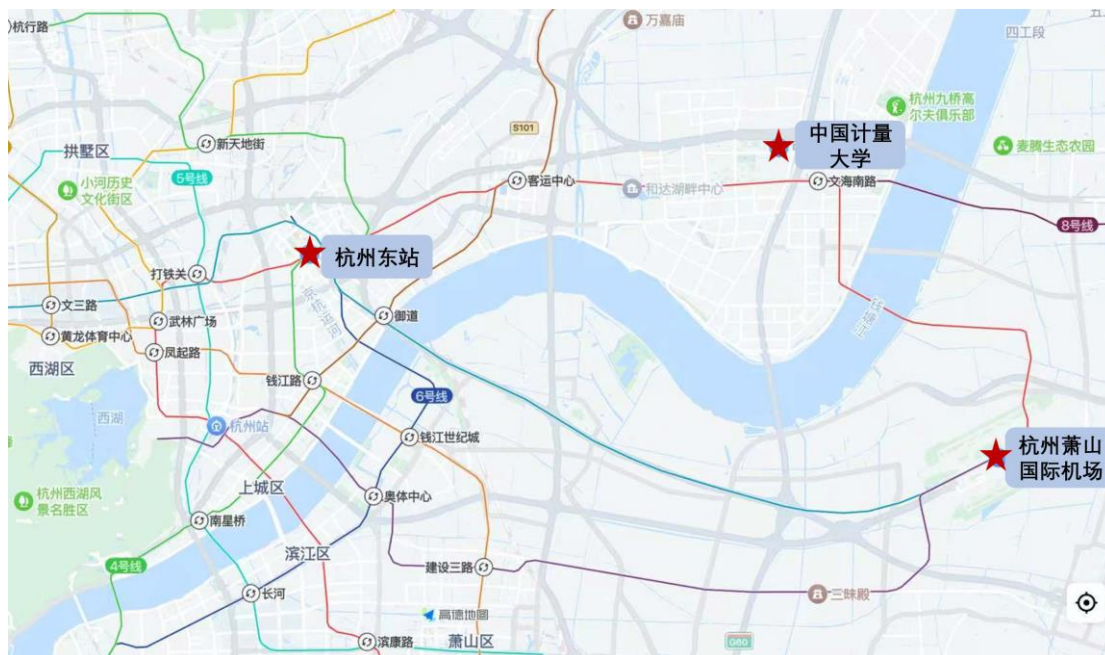 杭行路
万嘉庙
四工段
杭州九桥高
尔夫俱乐部
S101
新天地街
中国计量
大学
麦腾生态农园
拱墅区
5号线
小河历史
文化街区
客运中心
和达湖畔中心
文海南路
8号线
杭州东站
打铁关
文三路
武林广场
御道
京杭运河
钱塘江
黄龙体育中心
凤起路
西湖区
钱江路
6号线
西湖
杭州站
钱江世纪城
杭州萧山
国际机场
杭州西湖风
景名胜区
上城区
奥体中心
南星桥
滨江区
4号线
建设三路
长河
三昧殿
高德地圖
滨康路
萧山区
G60